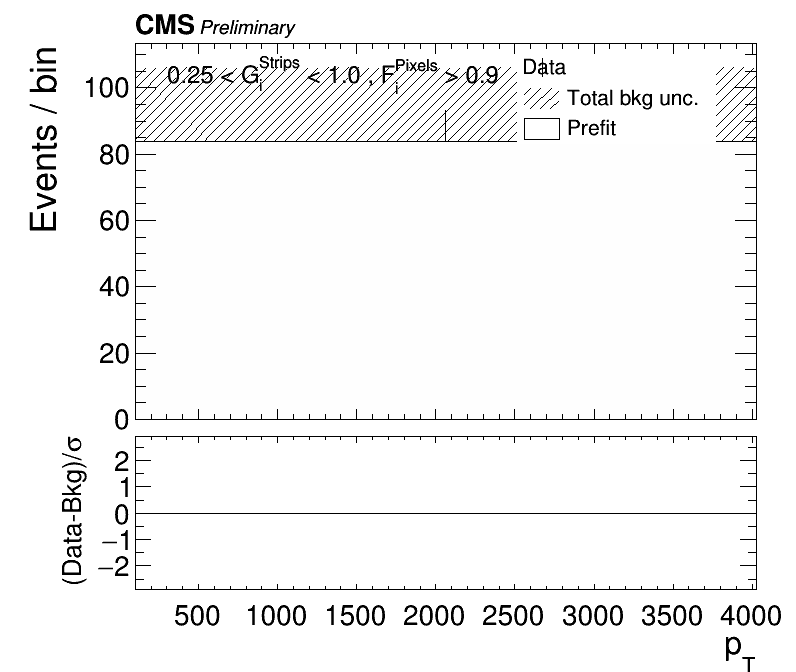 CMS Preliminary
Events / bin
100
80
60
40
20
0
0.25 < G_i^Strips < 1.0 , F_i^Pixels > 0.9
Data
Total bkg unc.
Prefit
(Data-Bkg)/σ
2
1
0
−1
−2
500 1000 1500 2000 2500 3000 3500 4000
p_T